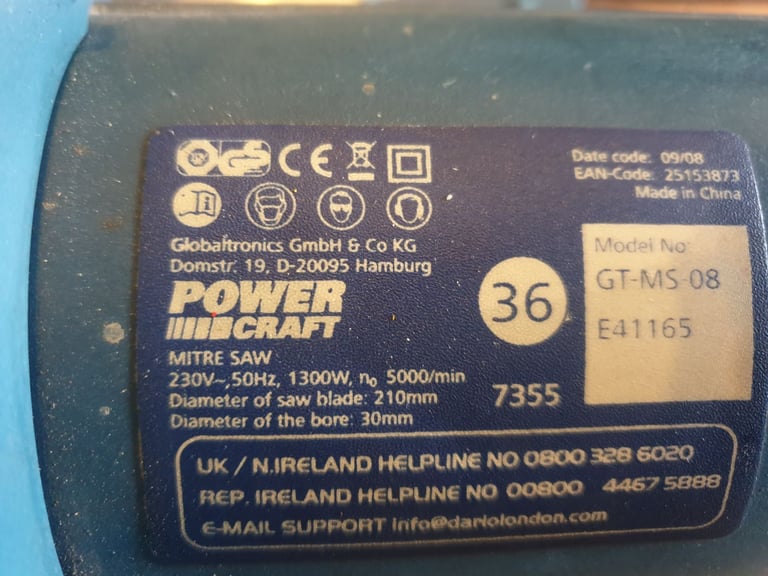 GS CE
Date code: 09/08
EAN-Code: 25153873
Made in China
Globaltronics GmbH & Co KG
Domstr. 19, D-20095 Hamburg
POWER
CRAFT
36
Model No:
GT-MS-08
E41165
MITRE SAW
230V~,50Hz, 1300W, n₀ 5000/min
Diameter of saw blade: 210mm
Diameter of the bore: 30mm
7355
UK / N.IRELAND HELPLINE NO 0800 328 6020
REP. IRELAND HELPLINE NO 00800 4467 5888
E-MAIL SUPPORT info@dariolondon.com